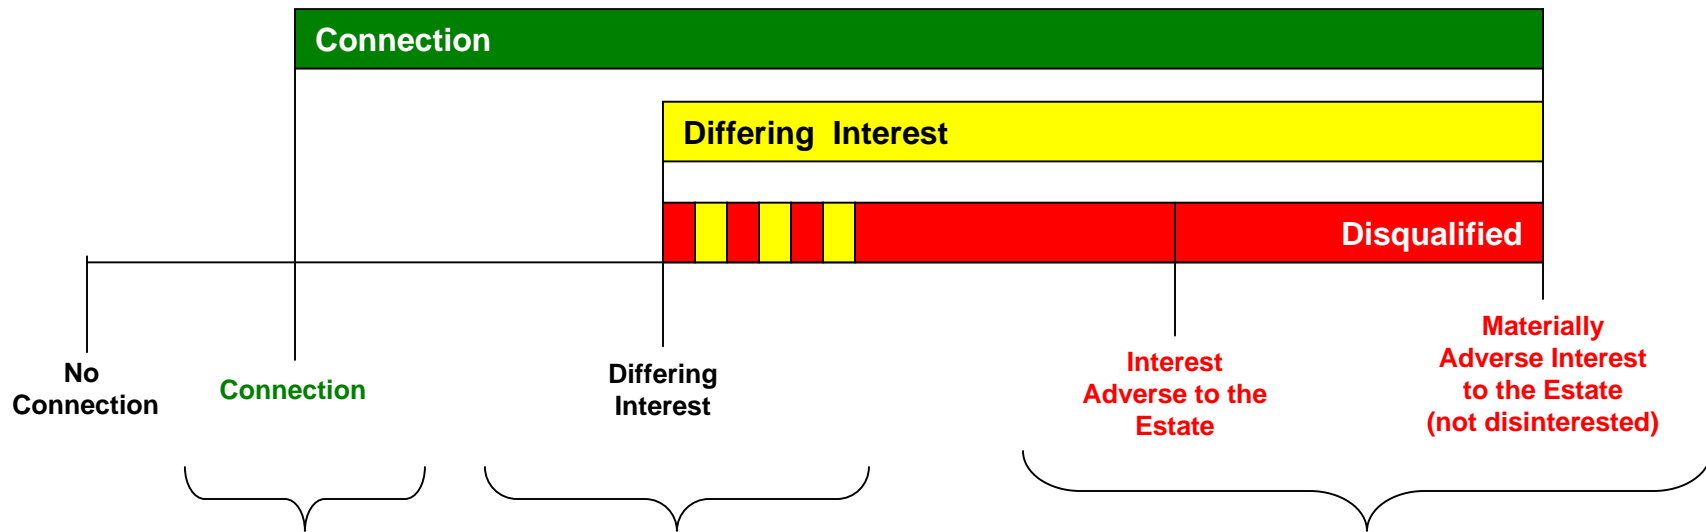 Connection
Differing Interest
Disqualified
No
Connection
Connection
Differing
Interest
Interest
Adverse to the
Estate
Materially
Adverse Interest
to the Estate
(not disinterested)